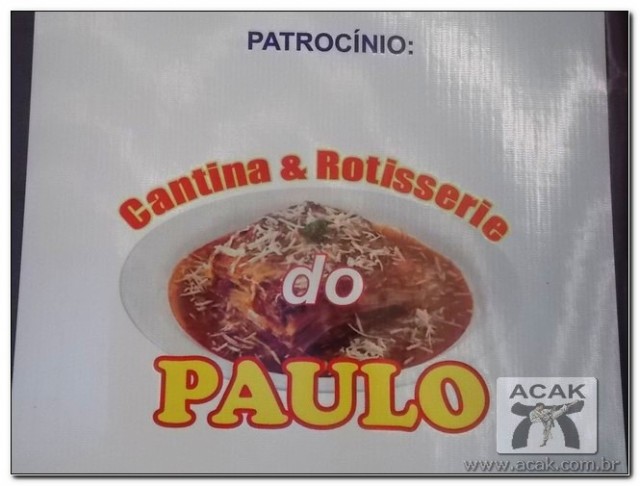 PATROCÍNIO:
Cantina & Rotisserie
do
PAULO
ACAK
www.acak.com.br